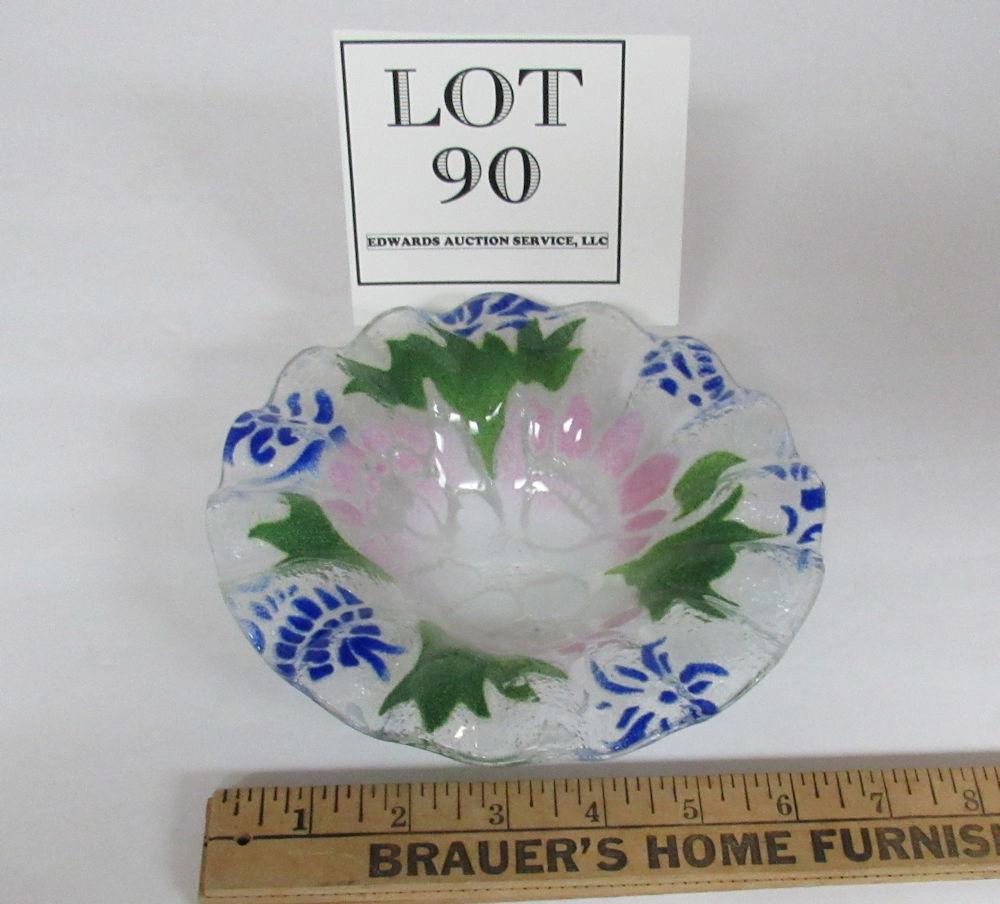 LOT
90
EDWARDS AUCTION SERVICE, LLC
1 2 3 4 5 6 7 8
BRAUER'S HOME FURNIS